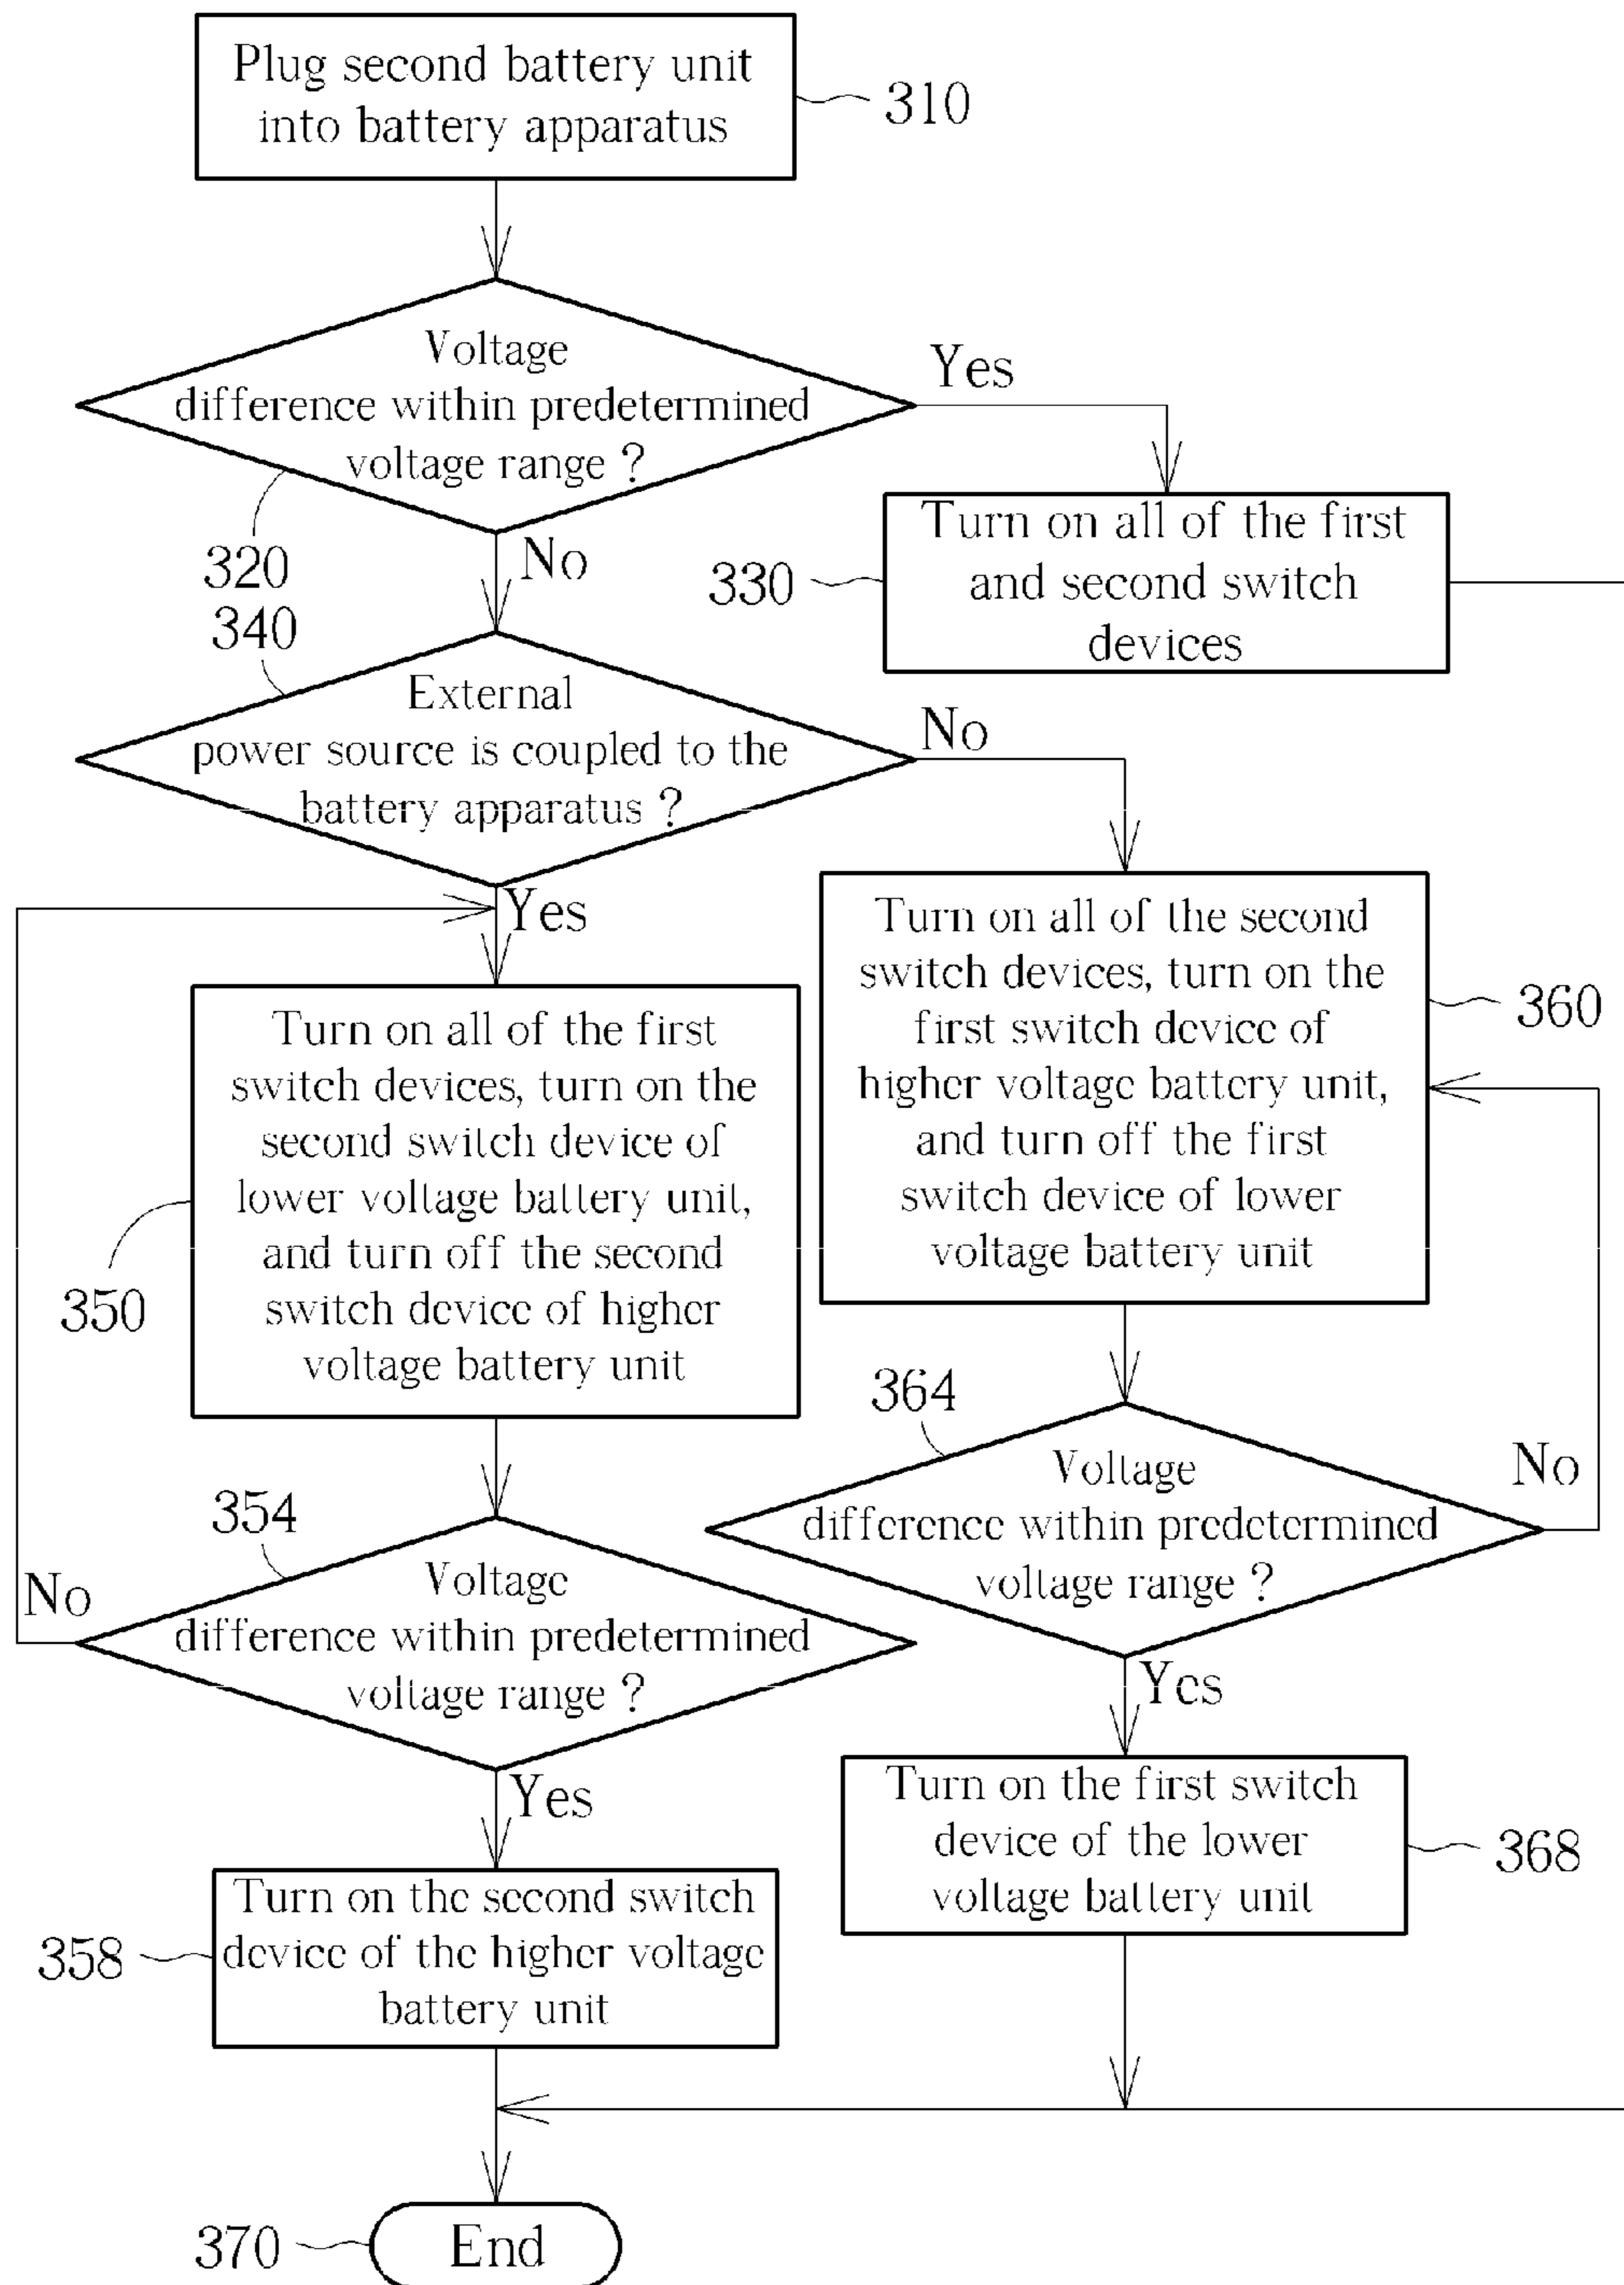 Plug second battery unit
into battery apparatus
310
Voltage
difference within predetermined
voltage range ?
Yes
320
No
330
Turn on all of the first
and second switch
devices
340
External
power source is coupled to the
battery apparatus ?
No
Yes
Turn on all of the second
switch devices, turn on the
first switch device of
higher voltage battery unit,
and turn off the first
switch device of lower
voltage battery unit
360
Turn on all of the first
switch devices, turn on the
second switch device of
lower voltage battery unit,
and turn off the second
switch device of higher
voltage battery unit
350
364
Voltage
difference within predetermined
voltage range ?
No
Yes
354
Voltage
difference within predetermined
voltage range ?
No
Yes
Turn on the first switch
device of the lower
voltage battery unit
368
Turn on the second switch
device of the higher voltage
battery unit
358
370
End